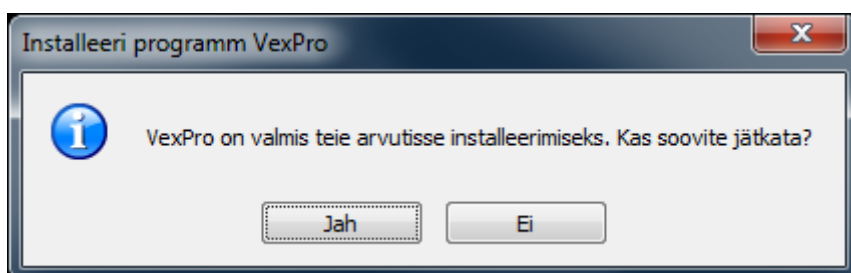 Installeeri programm VexPro
VexPro on valmis teie arvutisse installeerimiseks. Kas soovite jätkata?
Jah
Ei